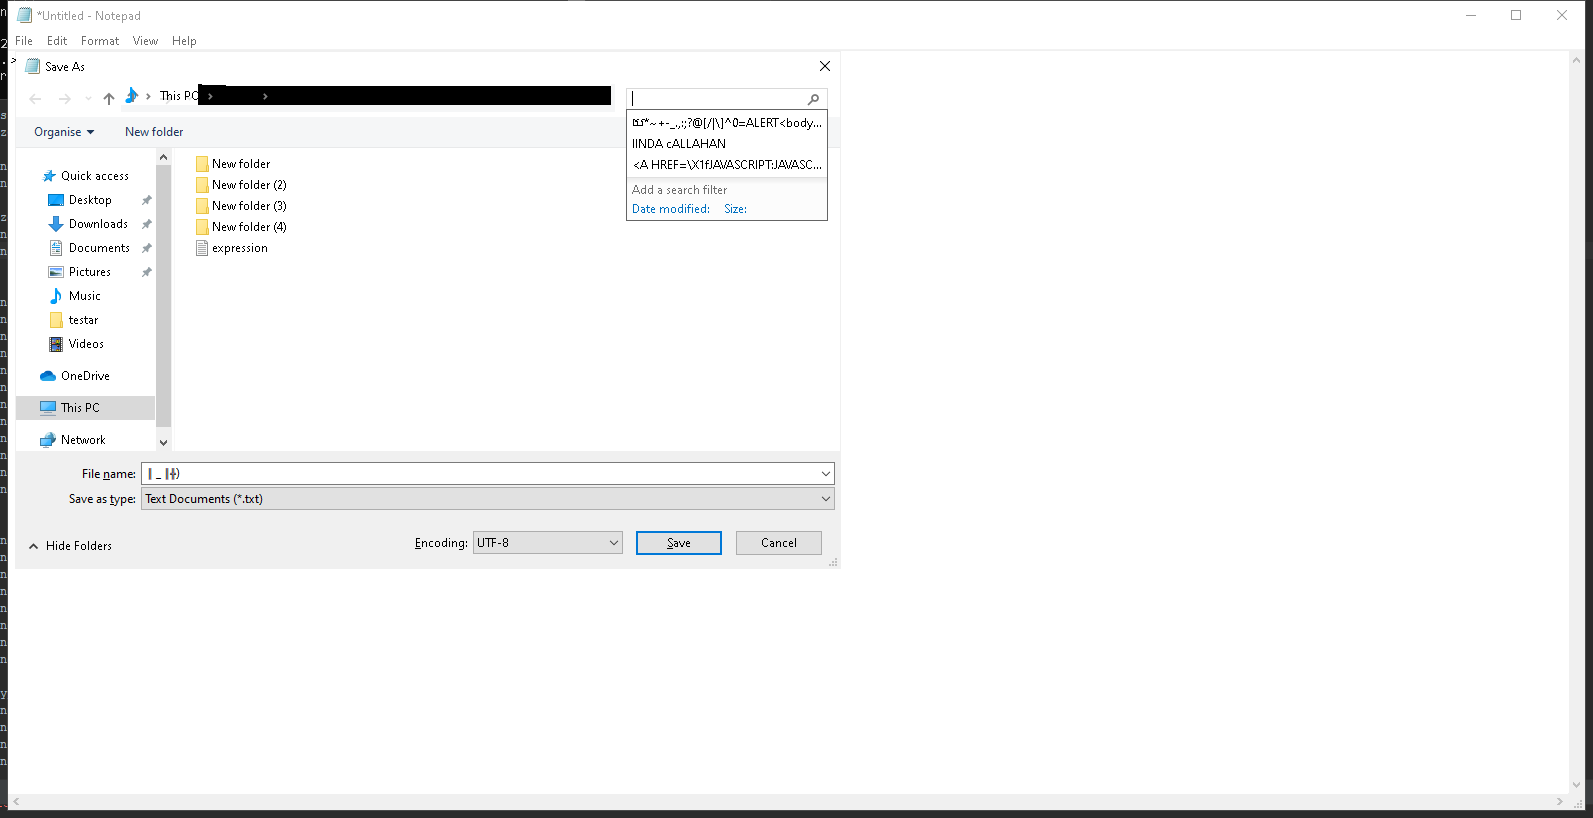 *Untitled - Notepad
File Edit Format View Help
Save As
This PC
Organise New folder
Quick access
Desktop
Downloads
Documents
Pictures
Music
testar
Videos
OneDrive
This PC
Network
New folder
New folder (2)
New folder (3)
New folder (4)
expression
*~+-_.,:;?@[/|\]^0=ALERT<body...
lINDA cALLAHAN
<A HREF=\X1fJAVASCRIPT:JAVASC...
Add a search filter
Date modified: Size:
File name:
Save as type: Text Documents (*.txt)
Hide Folders
Encoding: UTF-8 Save Cancel